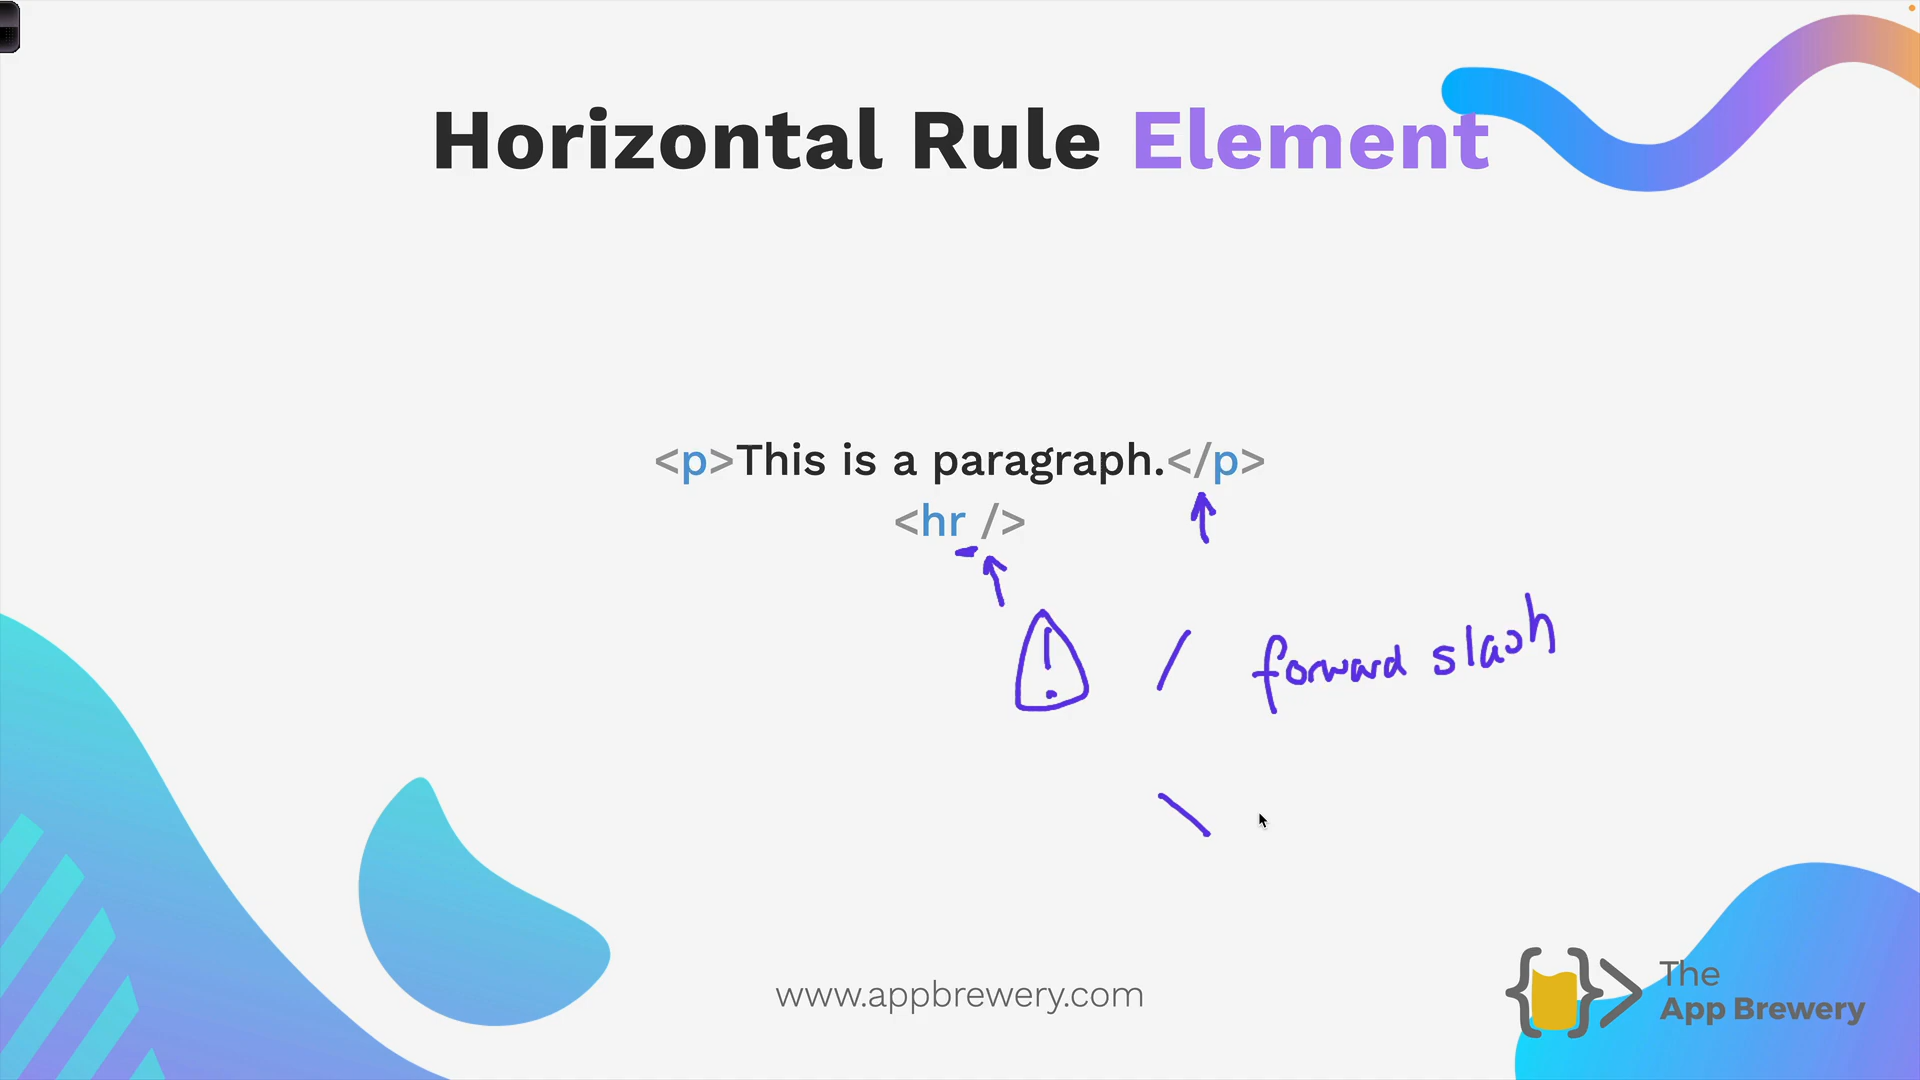 Horizontal Rule Element
<p>This is a paragraph.</p>
<hr />
! / forward slash
\
www.appbrewery.com
The
App Brewery